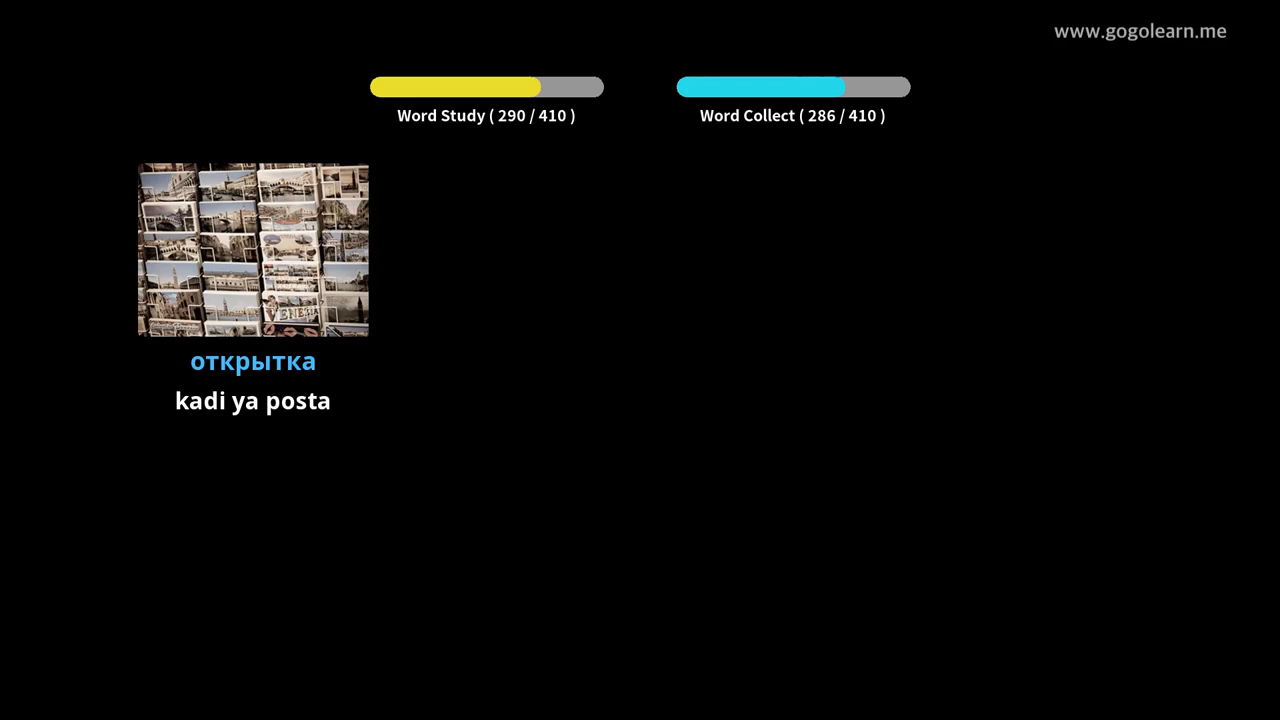 www.gogolearn.me
Word Study ( 290 / 410 )
Word Collect ( 286 / 410 )
открытка
kadi ya posta